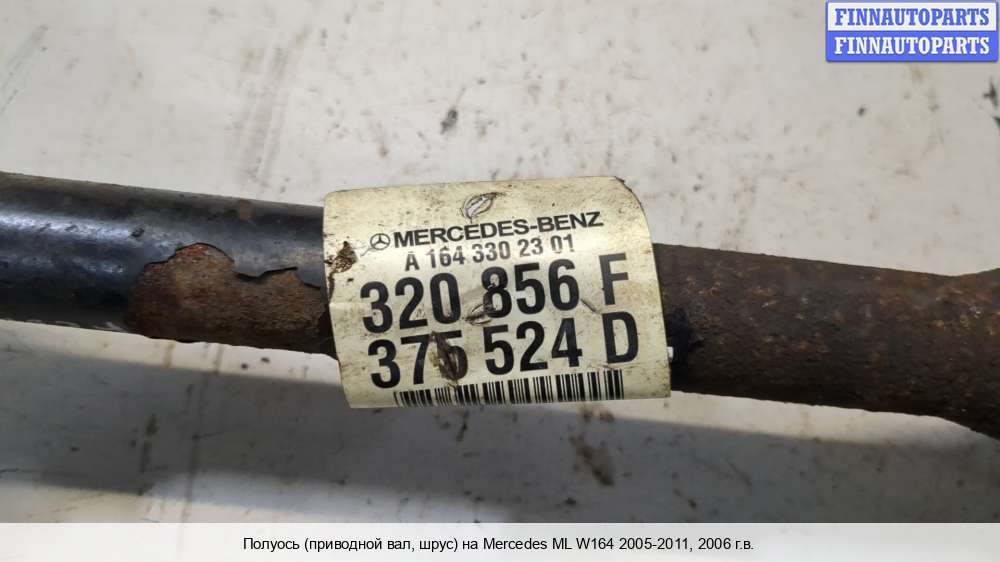 FINNAUTOPARTS
FINNAUTOPARTS
MERCEDES-BENZ
A 164 330 23 01
320 856 F
375 524 D
Полуось (приводной вал, шрус) на Mercedes ML W164 2005-2011, 2006 г.в.